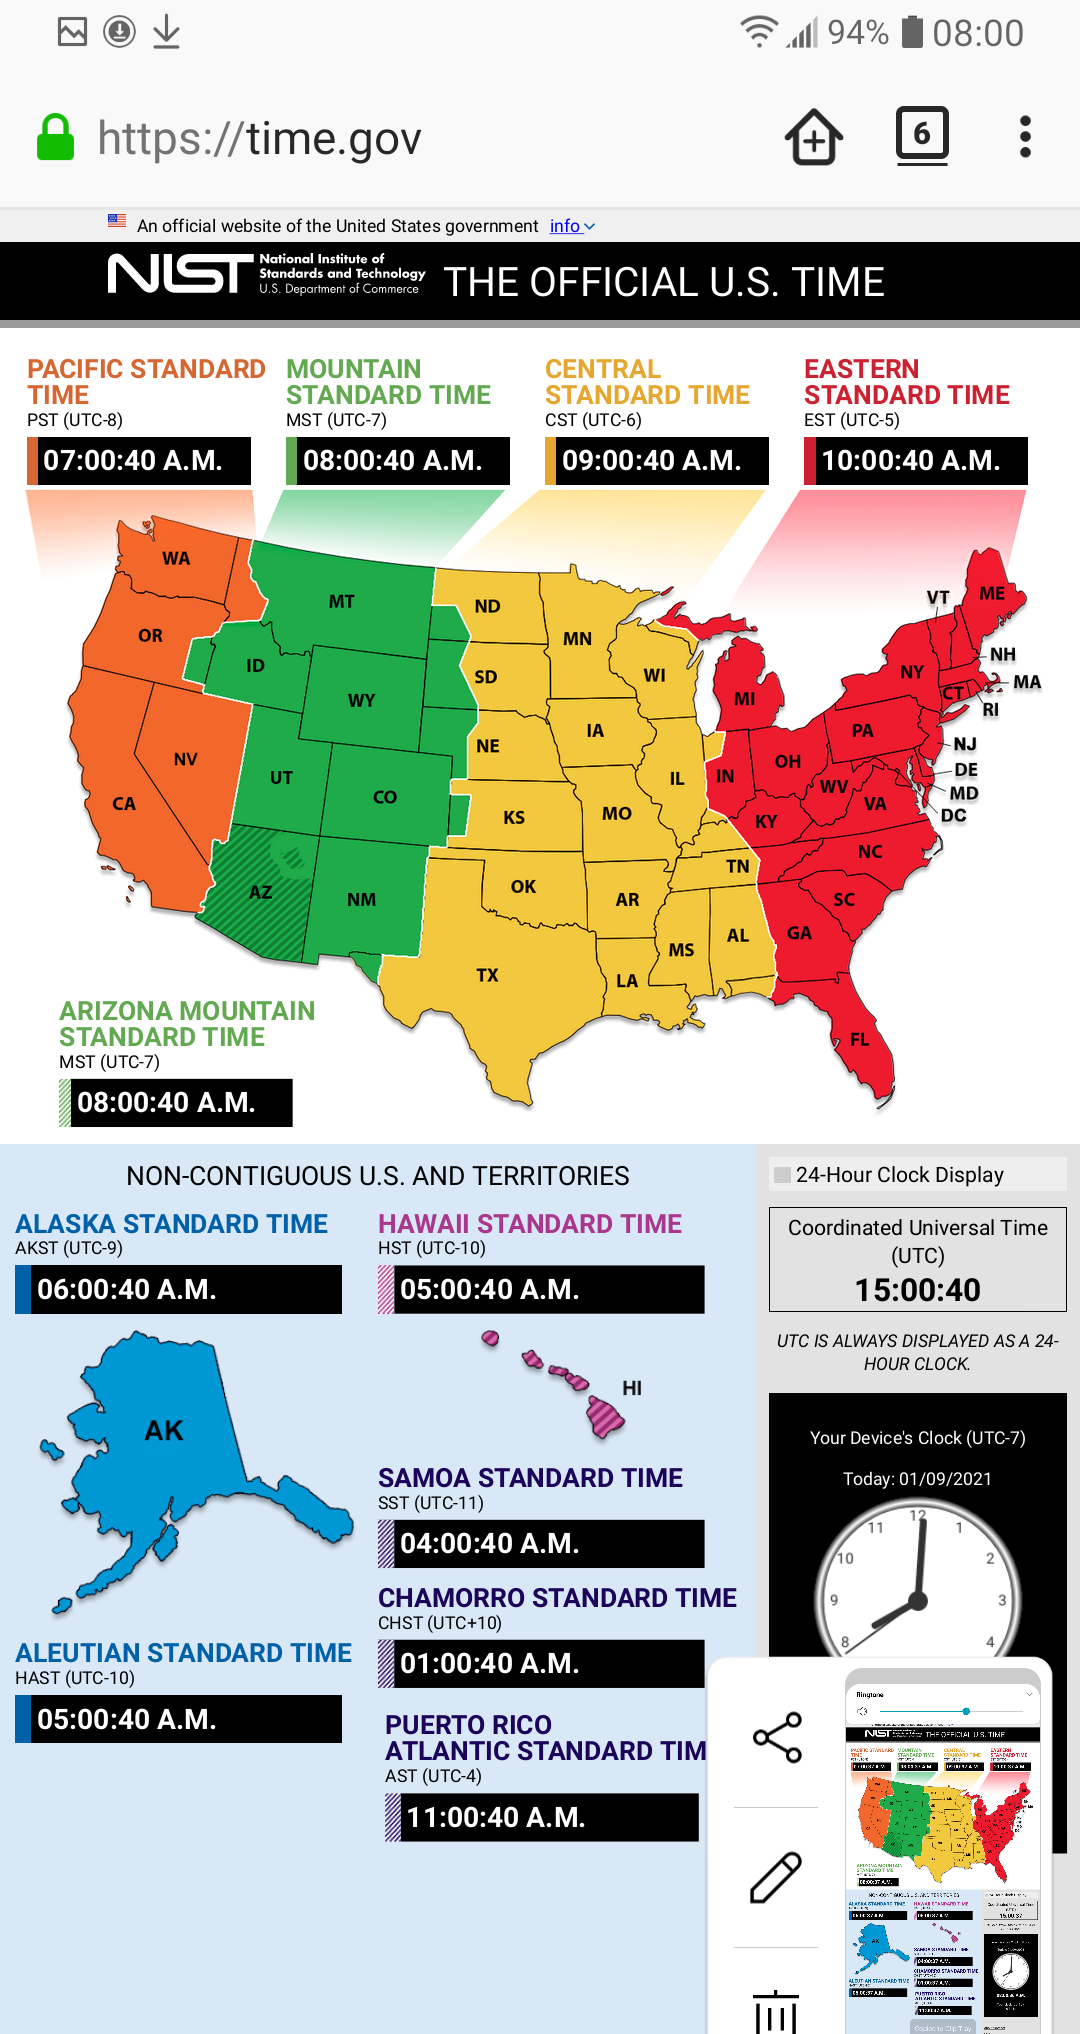 94% 08:00
https://time.gov
6
An official website of the United States government info
NIST National Institute of
Standards and Technology
U.S. Department of Commerce
THE OFFICIAL U.S. TIME
PACIFIC STANDARD
TIME
PST (UTC-8)
07:00:40 A.M.
MOUNTAIN
STANDARD TIME
MST (UTC-7)
08:00:40 A.M.
CENTRAL
STANDARD TIME
CST (UTC-6)
09:00:40 A.M.
EASTERN
STANDARD TIME
EST (UTC-5)
10:00:40 A.M.
WA
MT
ND
MN
VT
ME
OR
ID
WY
SD
WI
NY
NH
MA
CT
RI
MI
NV
UT
CO
NE
IA
IL
IN
OH
PA
NJ
DE
MD
DC
WV
VA
CA
KS
MO
KY
NC
AZ
NM
OK
AR
TN
SC
TX
LA
MS
AL
GA
FL
ARIZONA MOUNTAIN
STANDARD TIME
MST (UTC-7)
08:00:40 A.M.
NON-CONTIGUOUS U.S. AND TERRITORIES
ALASKA STANDARD TIME
AKST (UTC-9)
06:00:40 A.M.
AK
ALEUTIAN STANDARD TIME
HAST (UTC-10)
05:00:40 A.M.
HAWAII STANDARD TIME
HST (UTC-10)
05:00:40 A.M.
HI
SAMOA STANDARD TIME
SST (UTC-11)
04:00:40 A.M.
CHAMORRO STANDARD TIME
CHST (UTC+10)
01:00:40 A.M.
PUERTO RICO
ATLANTIC STANDARD TIM
AST (UTC-4)
11:00:40 A.M.
24-Hour Clock Display
Coordinated Universal Time
(UTC)
15:00:40
UTC IS ALWAYS DISPLAYED AS A 24-
HOUR CLOCK.
Your Device's Clock (UTC-7)
Today: 01/09/2021
12
11 1
10 2
9 3
8 4
Ringtone
NIST THE OFFICIAL U.S. TIME
Copied to Clip Tray